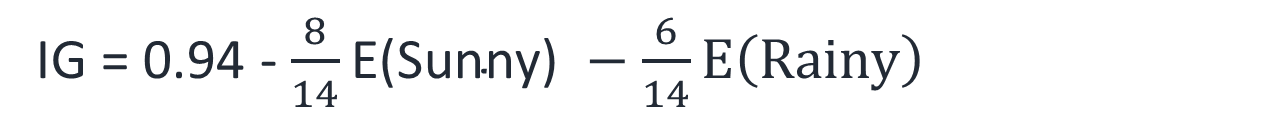 IG = 0.94 - 8/14 E(Sunny) − 6/14 E(Rainy)